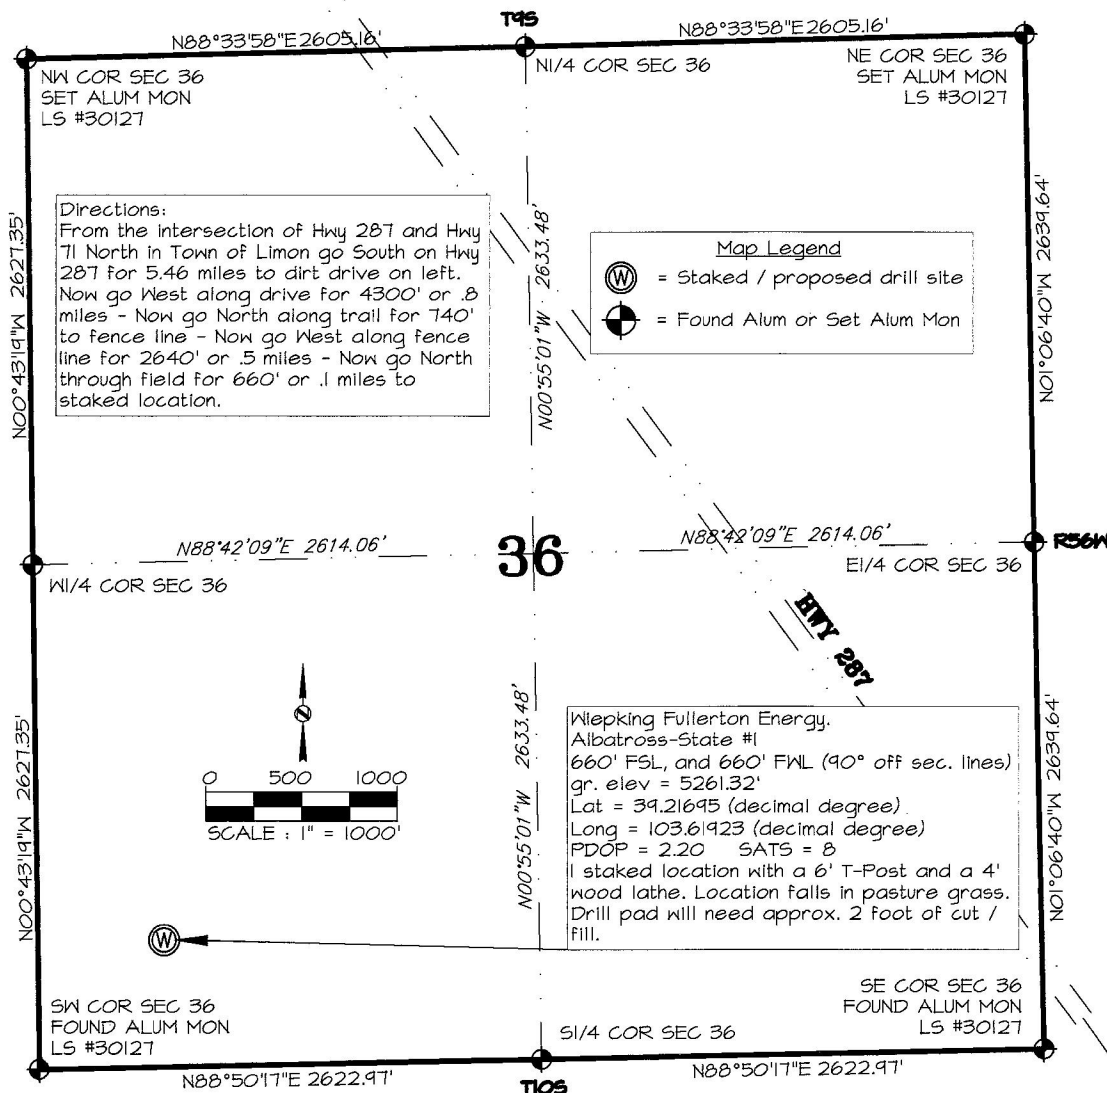 T9S
N88°33'58"E 2605.16'
N88°33'58"E 2605.16'
NW COR SEC 36
SET ALUM MON
LS #30127
N1/4 COR SEC 36
NE COR SEC 36
SET ALUM MON
LS #30127
N00°43'19"W 2627.35'
Directions:
From the intersection of Hwy 287 and Hwy
71 North in Town of Limon go South on Hwy
287 for 5.46 miles to dirt drive on left.
Now go West along drive for 4300' or .8
miles - Now go North along trail for 740'
to fence line - Now go West along fence
line for 2640' or .5 miles - Now go North
through field for 660' or .1 miles to
staked location.
N00°55'01"W 2633.48'
Map Legend
W = Staked / proposed drill site
= Found Alum or Set Alum Mon
N01°06'40"W 2639.64'
N88°42'09"E 2614.06'
36
N88°42'09"E 2614.06'
R56W
W1/4 COR SEC 36
E1/4 COR SEC 36
HWY 287
N00°43'19"W 2627.35'
N
0 500 1000
SCALE : 1" = 1000'
N00°55'01"W 2633.48'
Wiepking Fullerton Energy.
Albatross-State #1
660' FSL, and 660' FWL (90° off sec. lines)
gr. elev = 5261.32'
Lat = 39.21695 (decimal degree)
Long = 103.61923 (decimal degree)
PDOP = 2.20 SATS = 8
I staked location with a 6' T-Post and a 4'
wood lathe. Location falls in pasture grass.
Drill pad will need approx. 2 foot of cut /
fill.
N01°06'40"W 2639.64'
W
SW COR SEC 36
FOUND ALUM MON
LS #30127
S1/4 COR SEC 36
SE COR SEC 36
FOUND ALUM MON
LS #30127
N88°50'17"E 2622.97'
N88°50'17"E 2622.97'
T10S